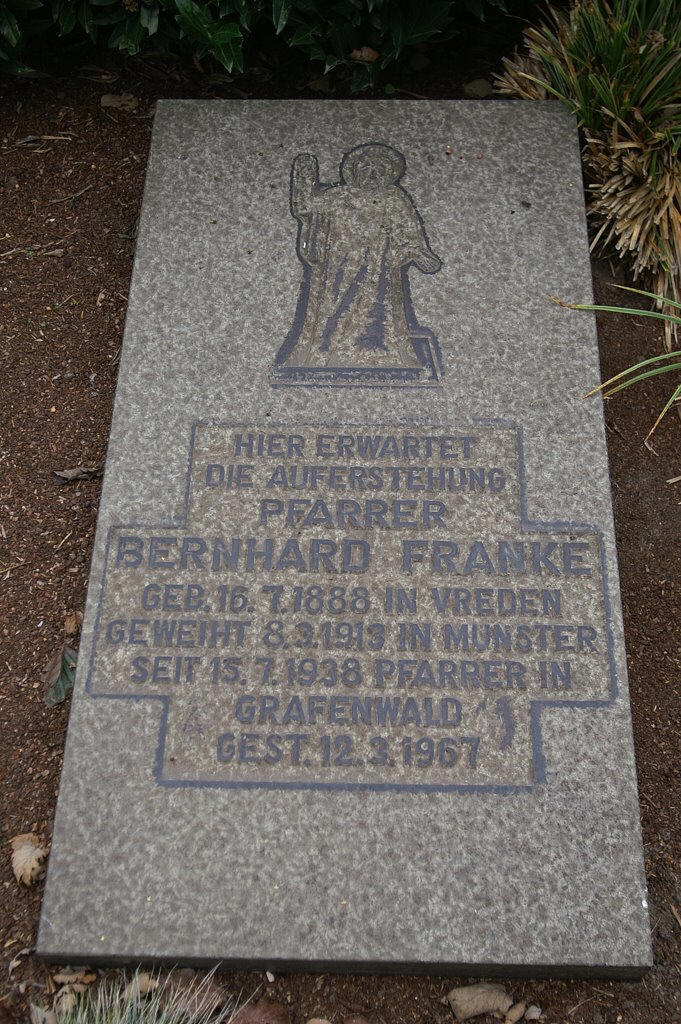 HIER ERWARTET
DIE AUFERSTEHUNG
PFARRER
BERNHARD FRANKE
GEB. 16.7.1888 IN VREDEN
GEWEIHT 8.3.1913 IN MUNSTER
SEIT 15.7.1938 PFARRER IN
GRAFENWALD
GEST. 12.3.1967